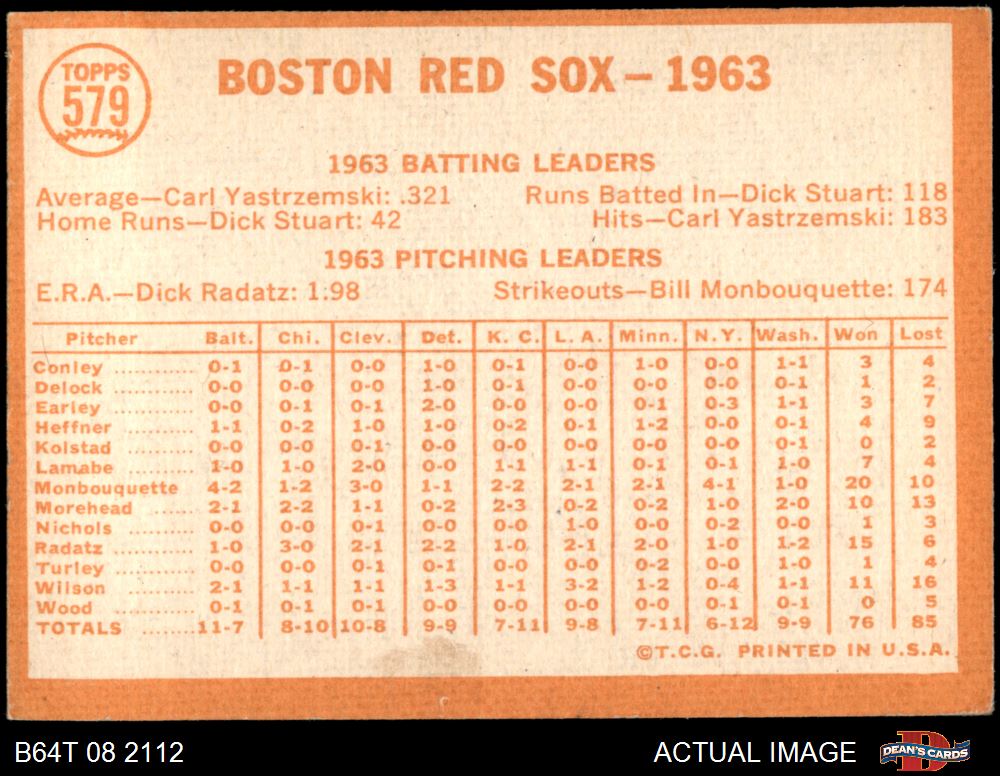 TOPPS
579
BOSTON RED SOX — 1963
1963 BATTING LEADERS
Average—Carl Yastrzemski: .321 Runs Batted In—Dick Stuart: 118
Home Runs—Dick Stuart: 42 Hits—Carl Yastrzemski: 183
1963 PITCHING LEADERS
E.R.A.—Dick Radatz: 1.98 Strikeouts—Bill Monbouquette: 174
Pitcher Balt. Chi. Clev. Det. K. C. L. A. Minn. N. Y. Wash. Won Lost
Conley .......... 0-1 0-1 0-0 1-0 0-1 0-0 1-0 0-0 1-1 3 4
Delock .......... 0-0 0-0 0-0 1-0 0-1 0-0 0-0 0-0 0-1 1 2
Earley .......... 0-0 0-1 0-1 2-0 0-0 0-0 0-1 0-3 1-1 3 7
Heffner ......... 1-1 0-2 1-0 1-0 0-2 0-1 1-2 0-0 0-1 4 9
Kolstad ......... 0-0 0-0 0-1 0-0 0-0 0-0 0-0 0-0 0-1 0 2
Lamabe ......... 1-0 1-0 2-0 0-0 1-1 1-1 0-1 0-1 1-0 7 4
Monbouquette 4-2 1-2 3-0 1-1 2-2 2-1 2-1 4-1 1-0 20 10
Morehead ...... 2-1 2-2 1-1 0-2 2-3 0-2 0-2 1-0 2-0 10 13
Nichols .......... 0-0 0-0 0-1 0-0 0-0 1-0 0-0 0-2 0-0 1 3
Radatz ........... 1-0 3-0 2-1 2-2 1-0 2-1 2-0 1-0 1-2 15 6
Turley ........... 0-0 0-0 0-1 0-1 0-0 0-0 0-2 0-0 1-0 1 4
Wilson ........... 2-1 1-1 1-1 1-3 1-1 3-2 1-2 0-4 1-1 11 16
Wood ............ 0-1 0-1 0-1 0-0 0-0 0-0 0-0 0-1 0-1 0 5
TOTALS ....... 11-7 8-10 10-8 9-9 7-11 9-8 7-11 6-12 9-9 76 85
©T.C.G. PRINTED IN U.S.A.
B64T 08 2112 ACTUAL IMAGE DEAN'S CARDS